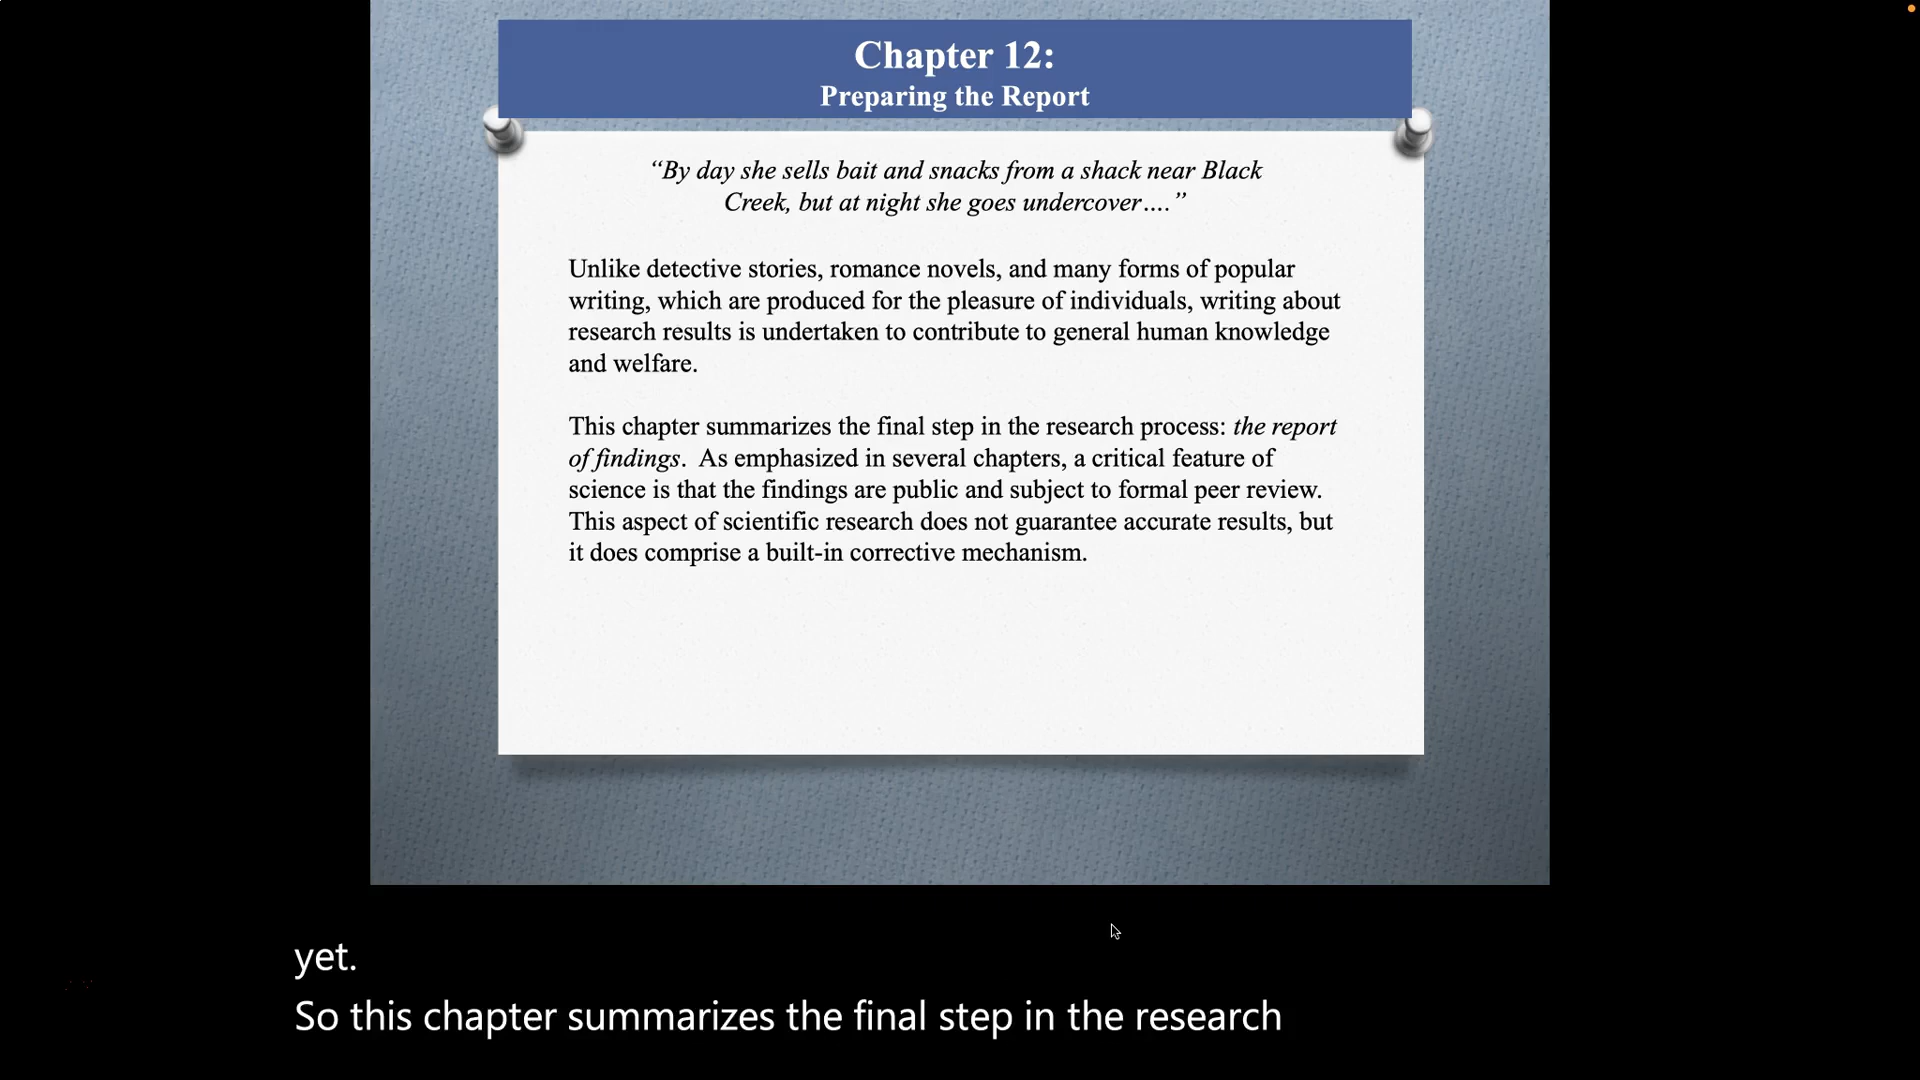 Chapter 12:
Preparing the Report
“By day she sells bait and snacks from a shack near Black
Creek, but at night she goes undercover….”
Unlike detective stories, romance novels, and many forms of popular
writing, which are produced for the pleasure of individuals, writing about
research results is undertaken to contribute to general human knowledge
and welfare.
This chapter summarizes the final step in the research process: the report
of findings.  As emphasized in several chapters, a critical feature of
science is that the findings are public and subject to formal peer review.
This aspect of scientific research does not guarantee accurate results, but
it does comprise a built-in corrective mechanism.
yet.
So this chapter summarizes the final step in the research